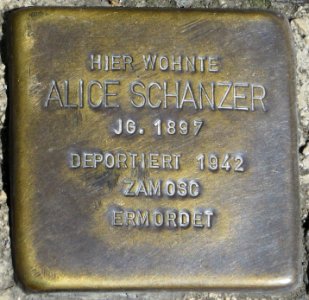 HIER WOHNTE
ALICE SCHANZER
JG. 1897
DEPORTIERT 1942
ZAMOSC
ERMORDET